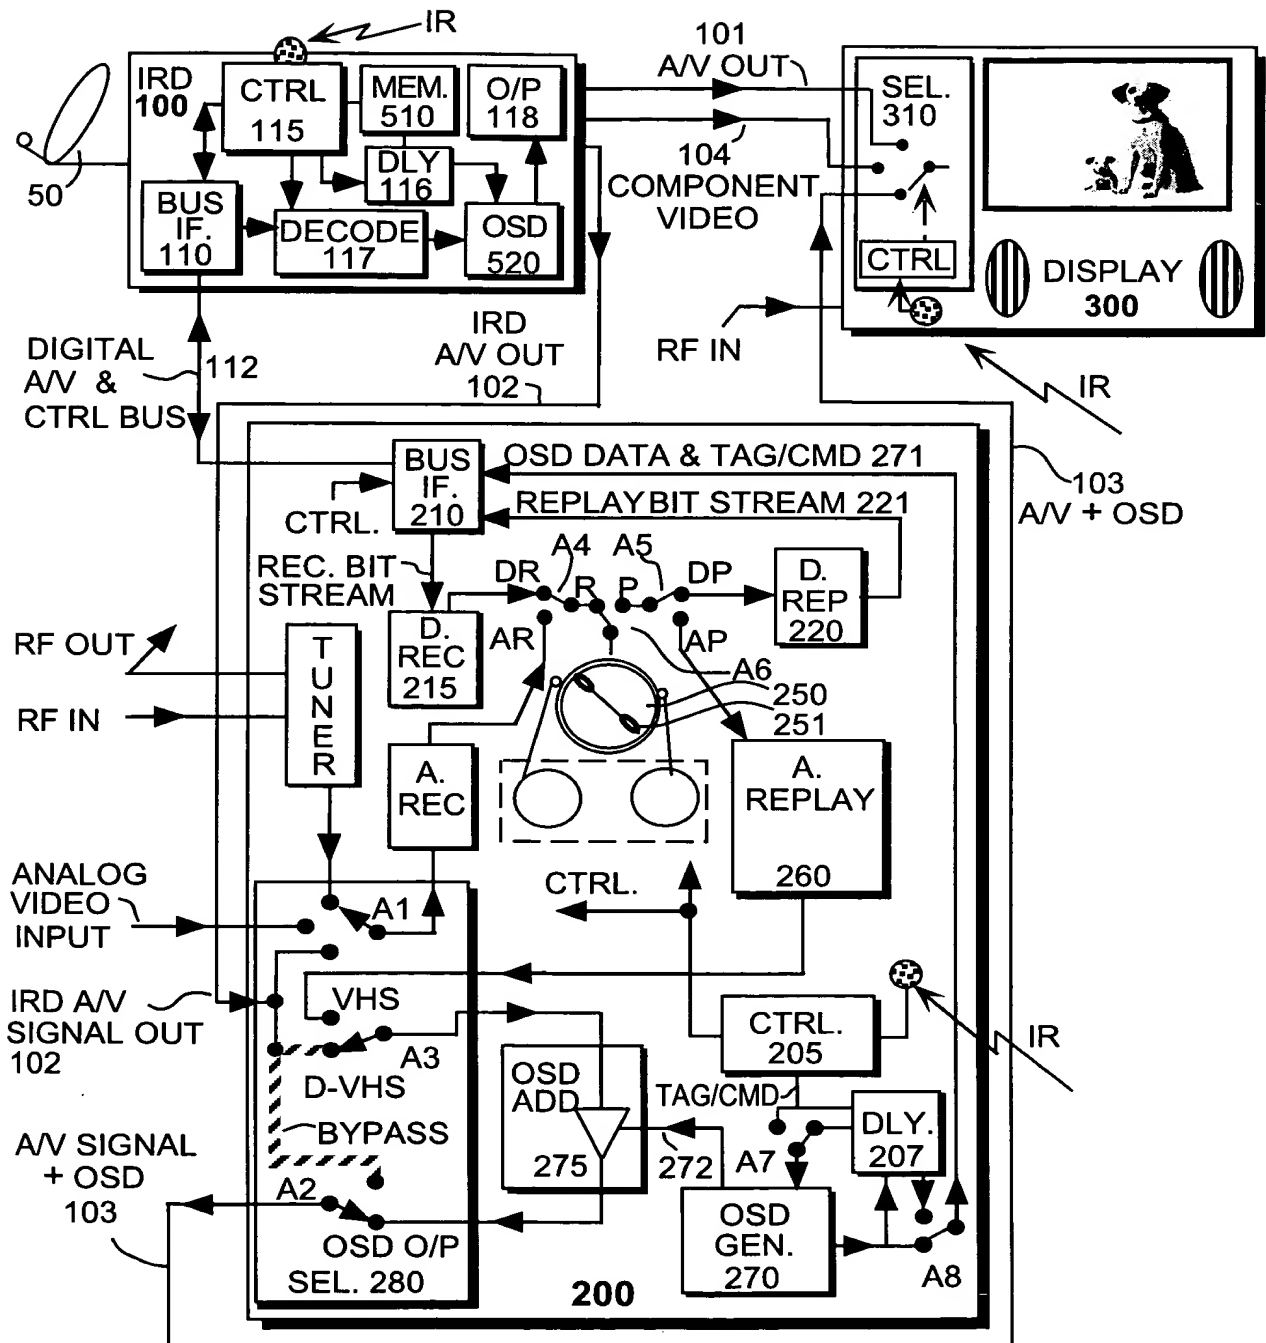 IR
IRD
100
CTRL
115
MEM.
510
O/P
118
DLY
116
BUS
IF.
110
DECODE
117
OSD
520
50
101
A/V OUT
104
COMPONENT
VIDEO
SEL.
310
CTRL
DISPLAY
300
RF IN
IR
IRD
A/V OUT
102
DIGITAL
A/V &
CTRL BUS
112
BUS
IF.
210
OSD DATA & TAG/CMD 271
REPLAY BIT STREAM 221
CTRL.
103
A/V + OSD
REC. BIT
STREAM
DR
A4
R
P
A5
DP
D.
REP
220
D.
REC
215
AR
AP
A6
250
251
RF OUT
RF IN
TUNER
A.
REC
A.
REPLAY
260
CTRL.
ANALOG
VIDEO
INPUT
A1
IRD A/V
SIGNAL OUT
102
VHS
A3
D-VHS
BYPASS
CTRL.
205
IR
OSD
ADD
275
TAG/CMD
DLY.
207
272
A7
A/V SIGNAL
+ OSD
103
A2
OSD O/P
SEL. 280
OSD
GEN.
270
A8
200